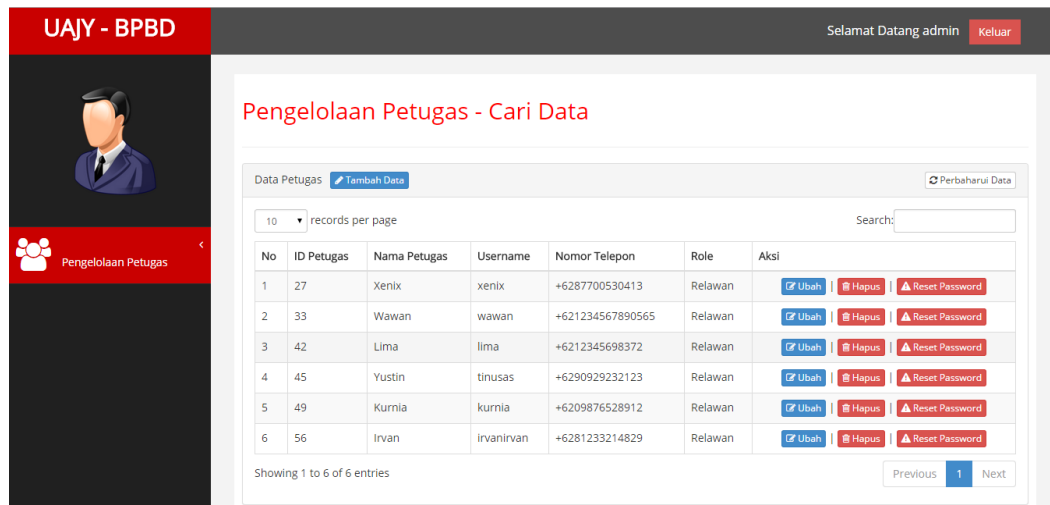 UAJY - BPBD
Selamat Datang admin Keluar
Pengelolaan Petugas
Pengelolaan Petugas - Cari Data
Data Petugas Tambah Data Perbaharui Data
10 records per page Search:
No ID Petugas Nama Petugas Username Nomor Telepon Role Aksi
1 27 Xenix xenix +6287700530413 Relawan Ubah | Hapus | Reset Password
2 33 Wawan wawan +621234567890565 Relawan Ubah | Hapus | Reset Password
3 42 Lima lima +6212345698372 Relawan Ubah | Hapus | Reset Password
4 45 Yustin tinusas +6290929232123 Relawan Ubah | Hapus | Reset Password
5 49 Kurnia kurnia +6209876528912 Relawan Ubah | Hapus | Reset Password
6 56 Irvan irvanirvan +6281233214829 Relawan Ubah | Hapus | Reset Password
Showing 1 to 6 of 6 entries Previous 1 Next